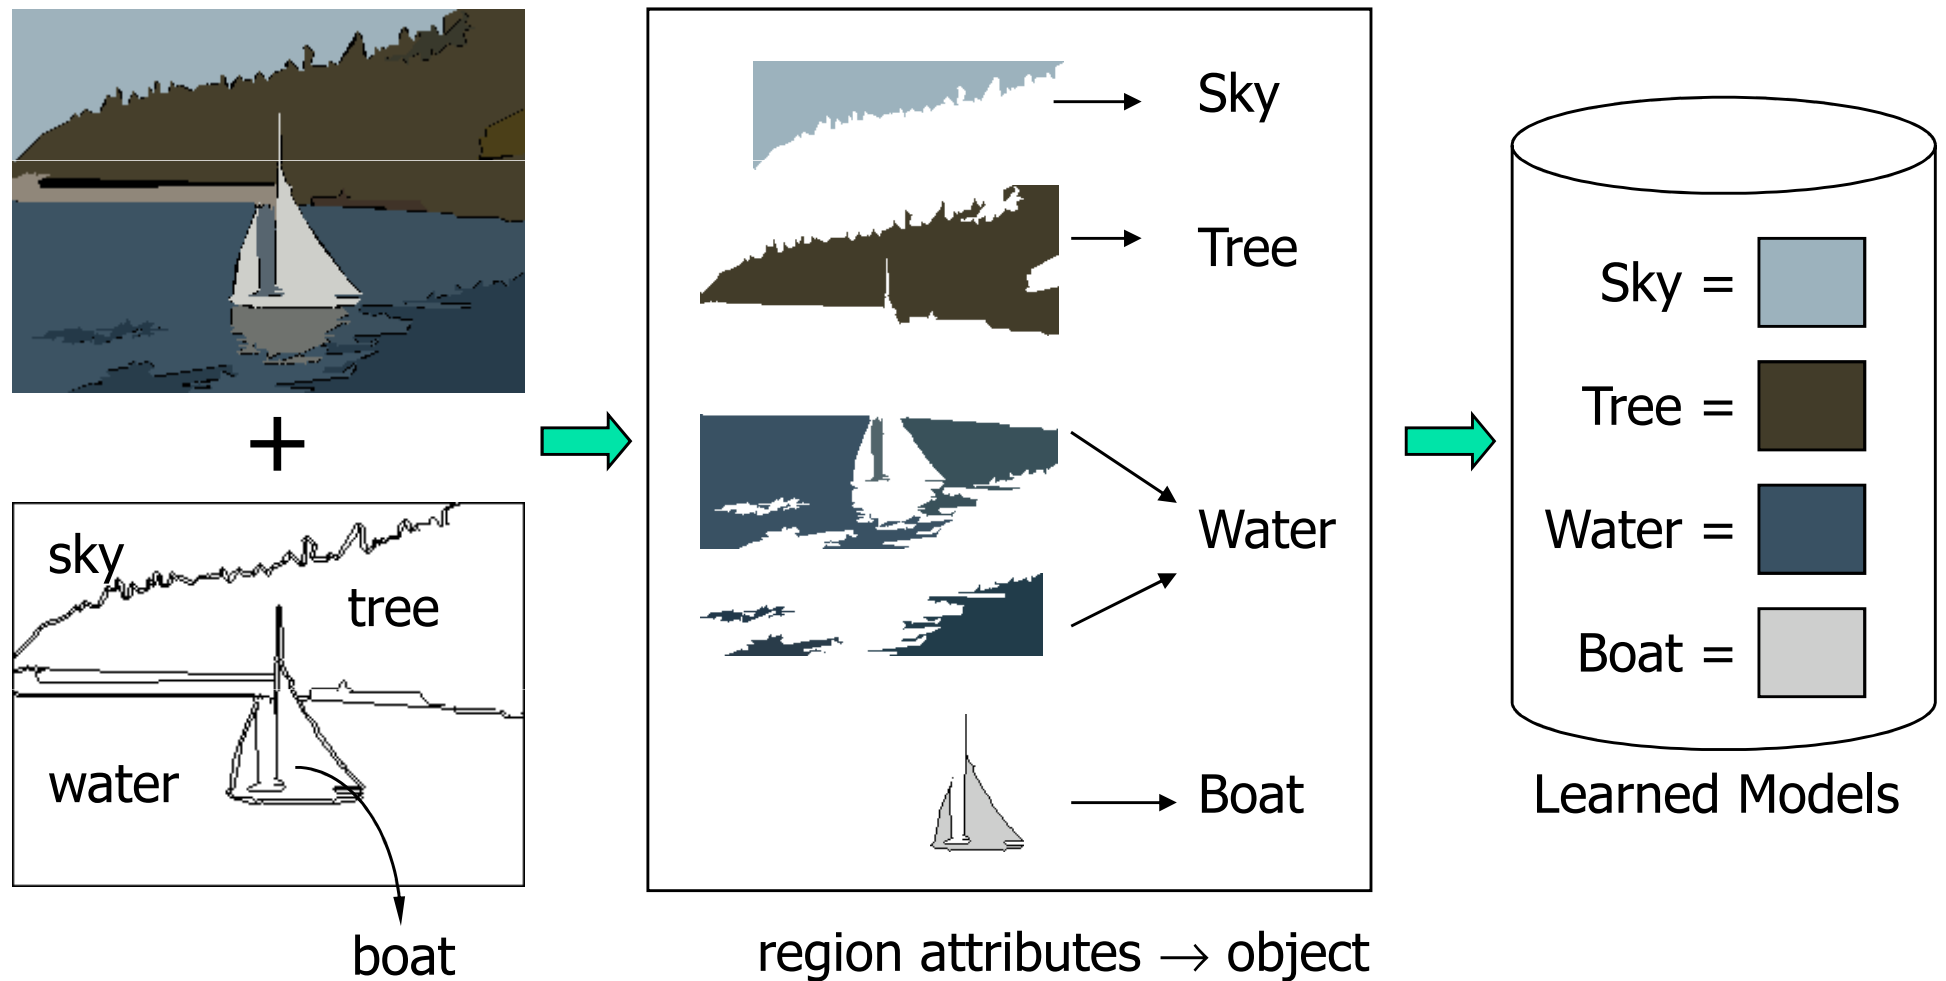 +
sky
tree
water
boat
Sky
Tree
Water
Boat
region attributes → object
Sky =
Tree =
Water =
Boat =
Learned Models